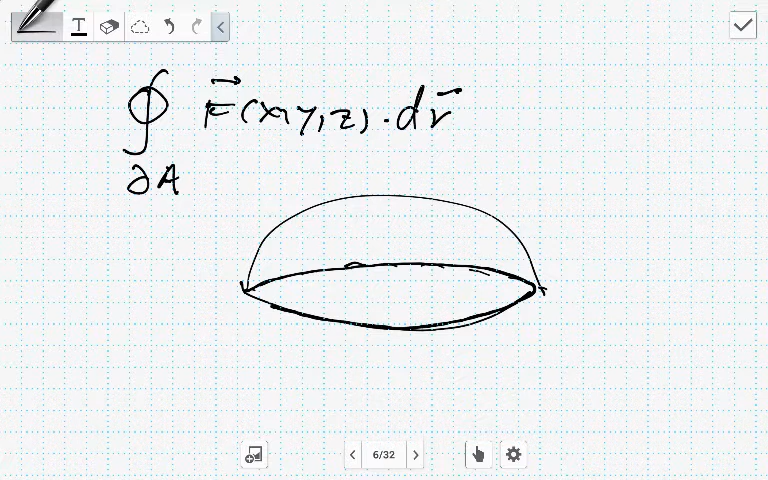 T
∮ F⃗(x,y,z) · dr⃗
∂A
6/32